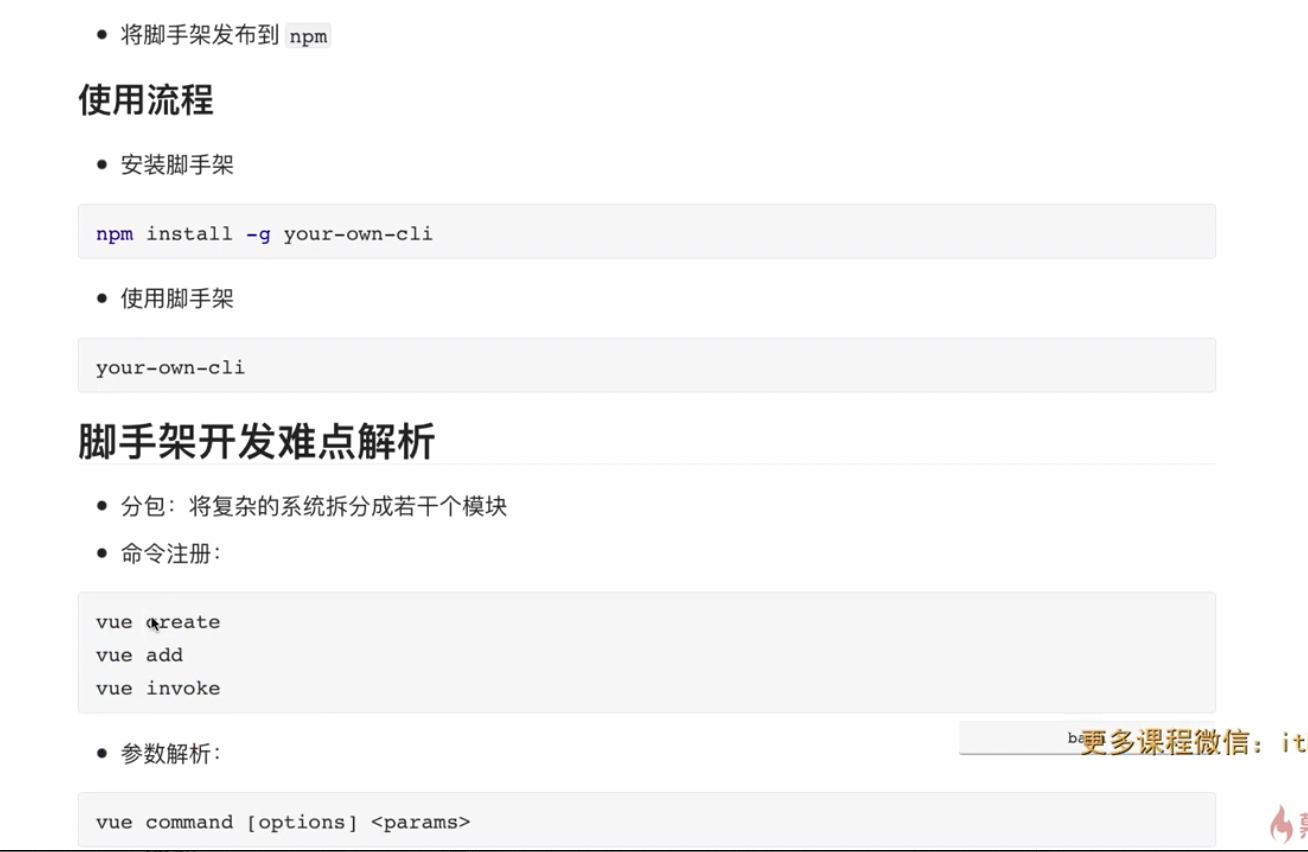 将脚手架发布到 npm
使用流程
安装脚手架
npm install -g your-own-cli
使用脚手架
your-own-cli
脚手架开发难点解析
分包：将复杂的系统拆分成若干个模块
命令注册：
vue create
vue add
vue invoke
更多课程微信：it
参数解析：
vue command [options] <params>